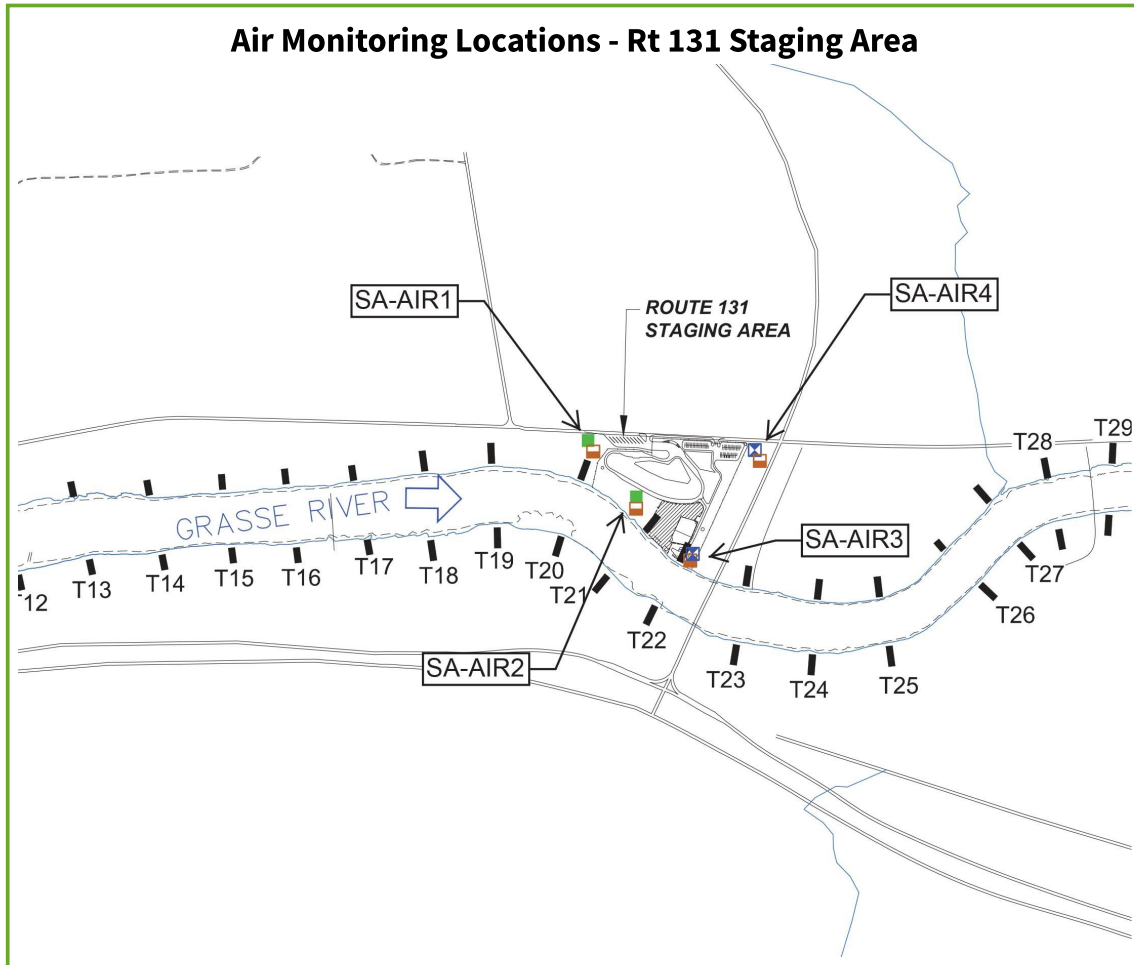 Air Monitoring Locations - Rt 131 Staging Area
SA-AIR1
ROUTE 131
STAGING AREA
SA-AIR4
T29
T28
GRASSE RIVER
SA-AIR3
T12
T13
T14
T15
T16
T17
T18
T19
T20
T21
T22
T27
T26
SA-AIR2
T23
T24
T25